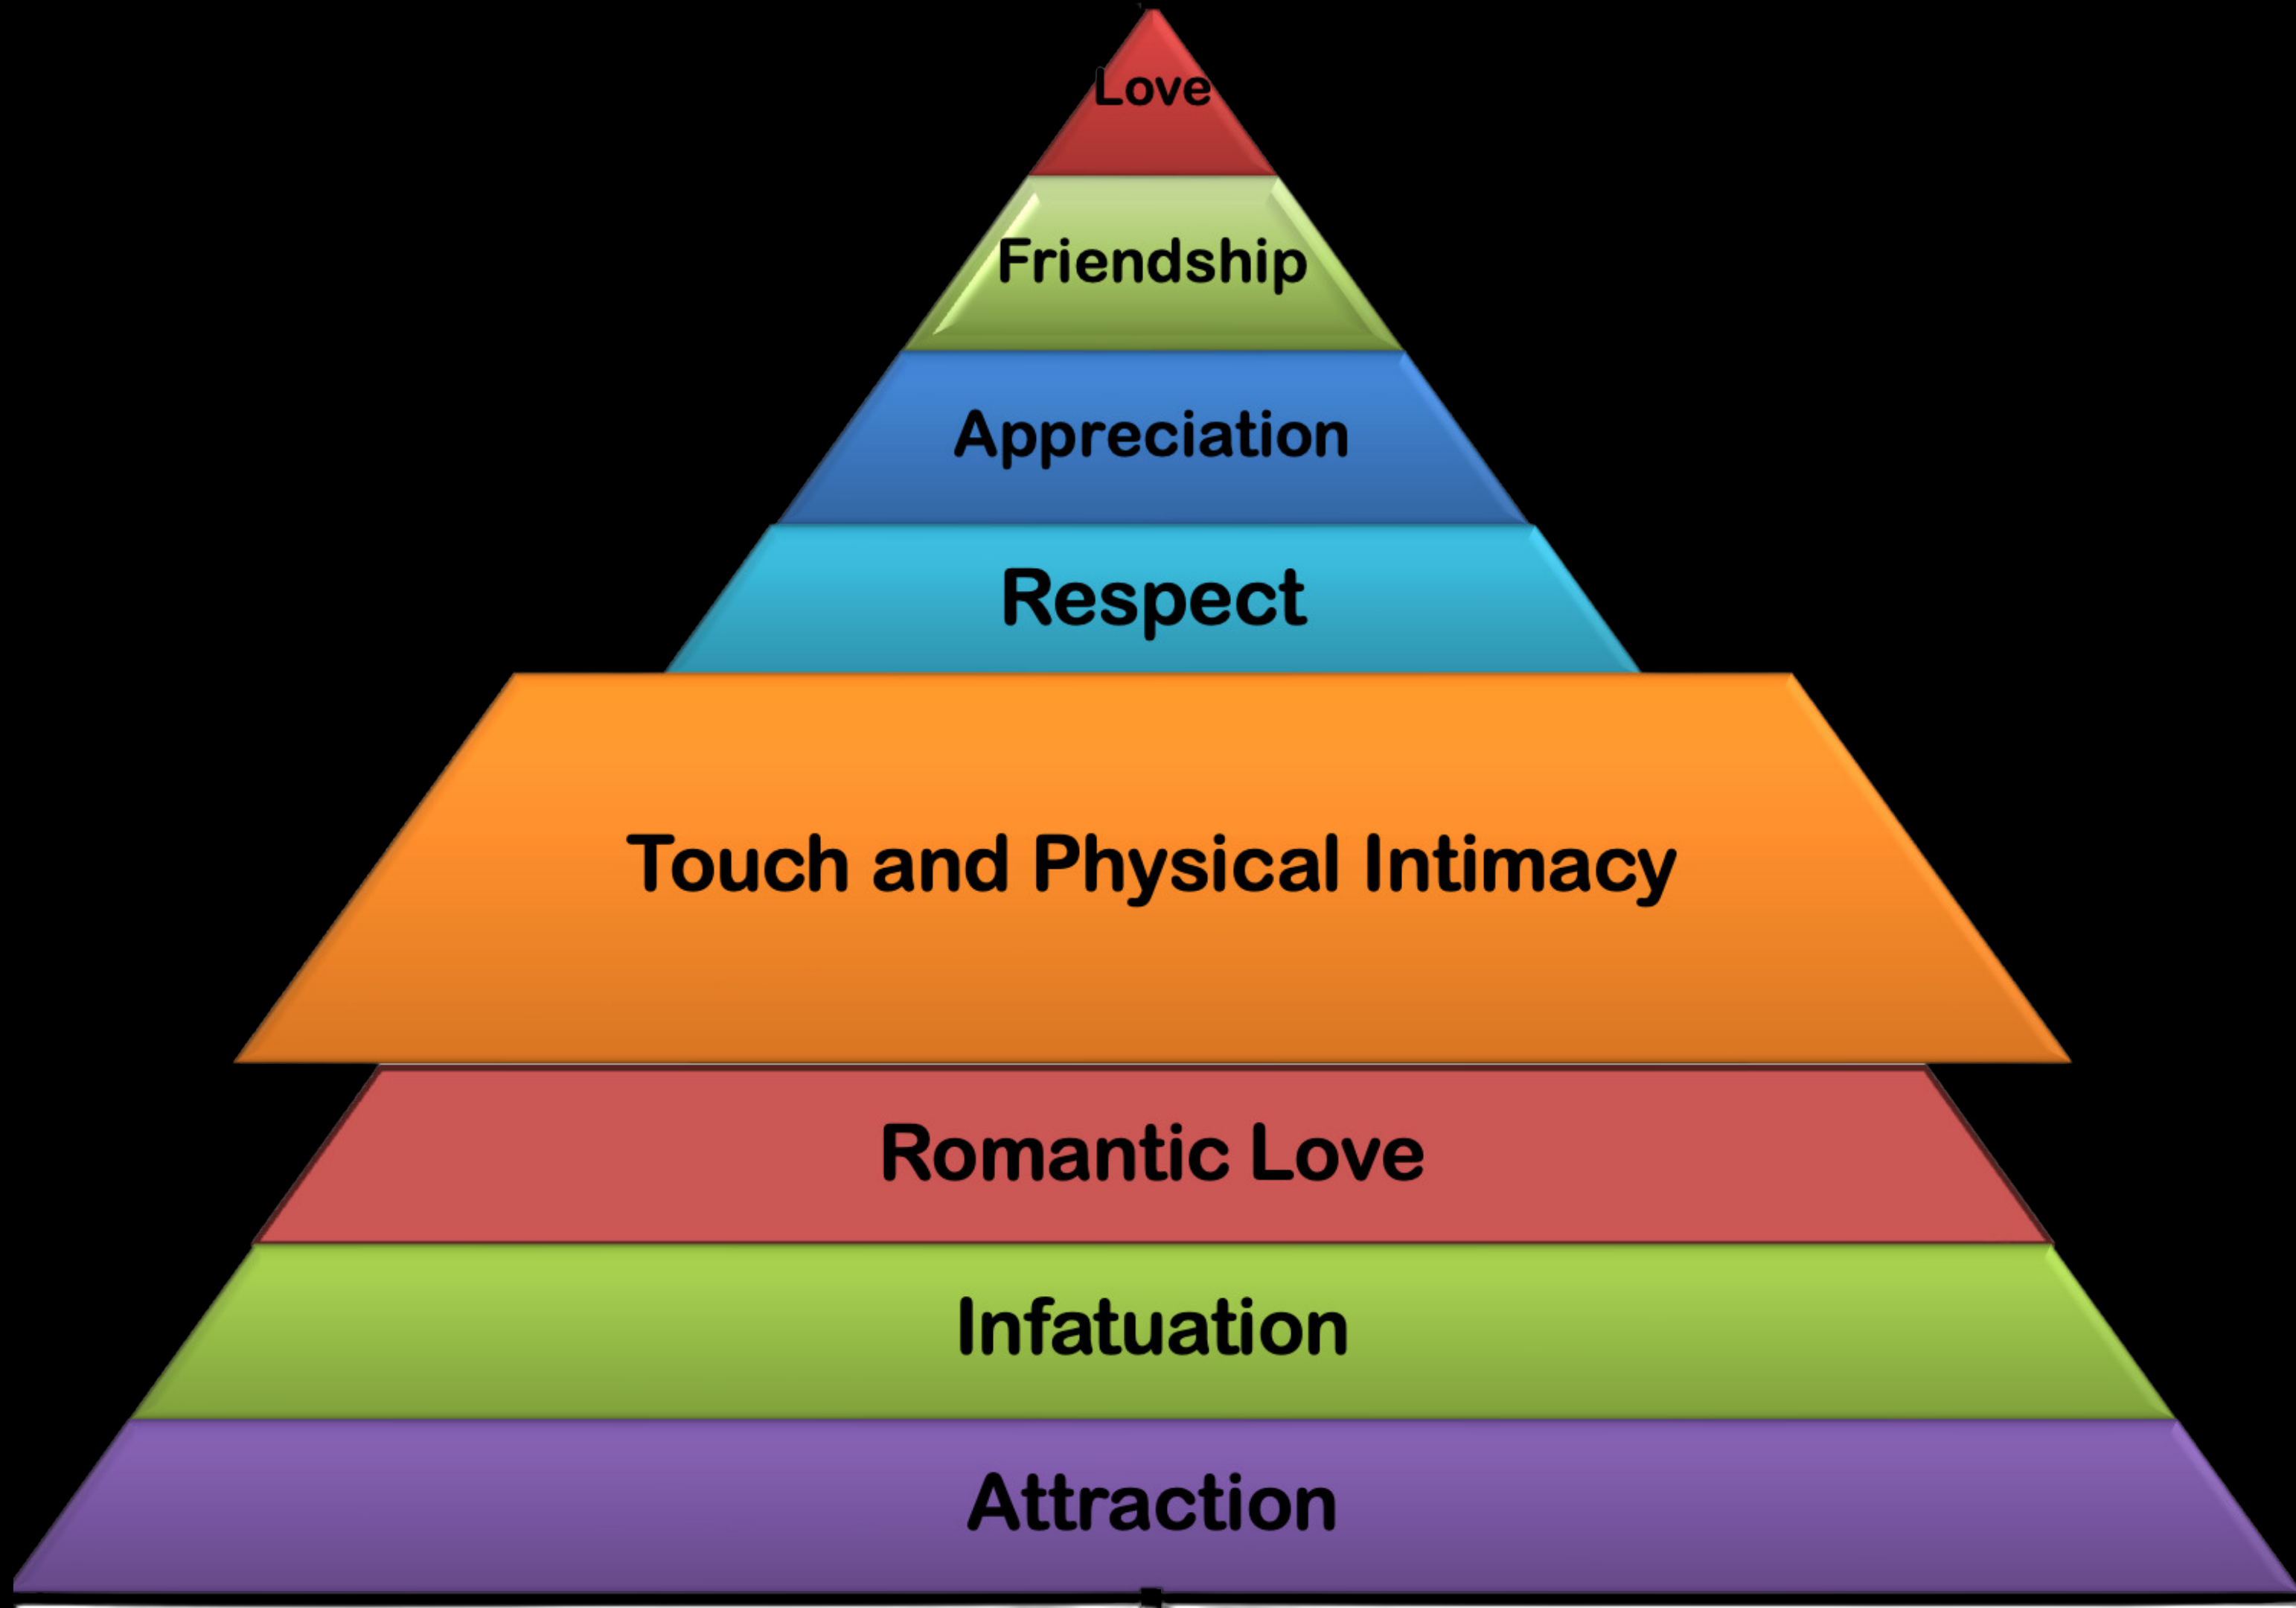 Love
Friendship
Appreciation
Respect
Touch and Physical Intimacy
Romantic Love
Infatuation
Attraction